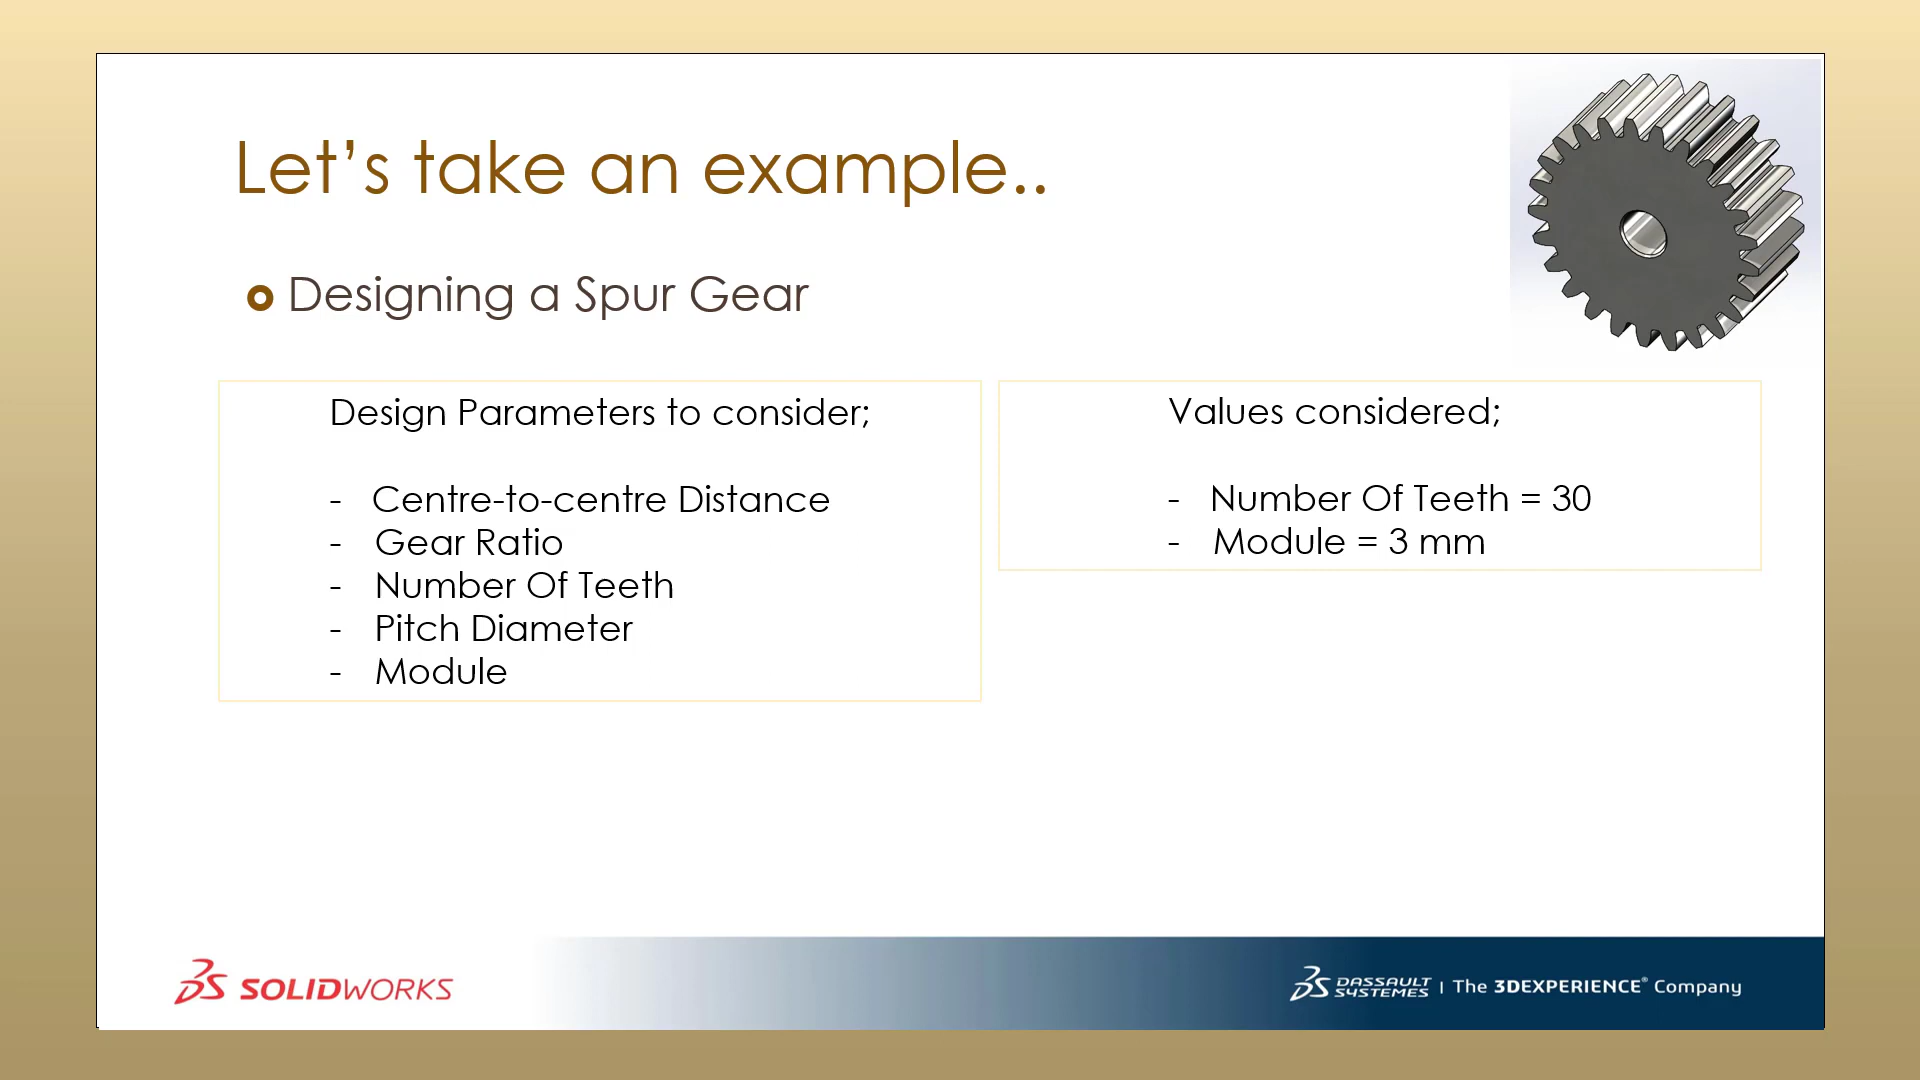 Let’s take an example..
Designing a Spur Gear
Design Parameters to consider;
- Centre-to-centre Distance
- Gear Ratio
- Number Of Teeth
- Pitch Diameter
- Module
Values considered;
- Number Of Teeth = 30
- Module = 3 mm
SOLIDWORKS
DASSAULT SYSTEMES | The 3DEXPERIENCE® Company